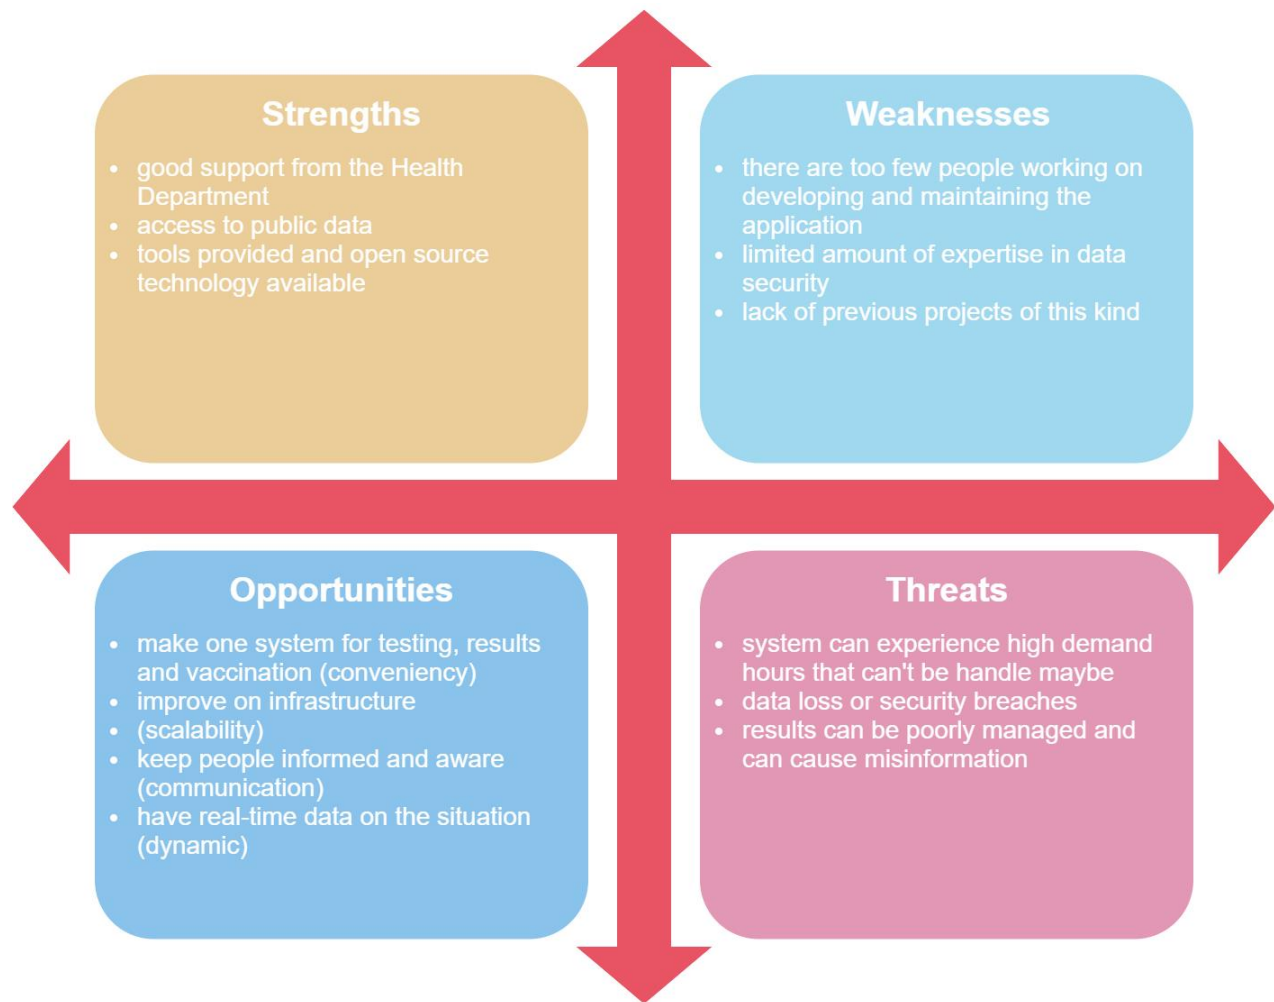 Strengths
• good support from the Health
Department
• access to public data
• tools provided and open source
technology available
Weaknesses
• there are too few people working on
developing and maintaining the
application
• limited amount of expertise in data
security
• lack of previous projects of this kind
Opportunities
• make one system for testing, results
and vaccination (conveniency)
• improve on infrastructure
• (scalability)
• keep people informed and aware
(communication)
• have real-time data on the situation
(dynamic)
Threats
• system can experience high demand
hours that can't be handle maybe
• data loss or security breaches
• results can be poorly managed and
can cause misinformation